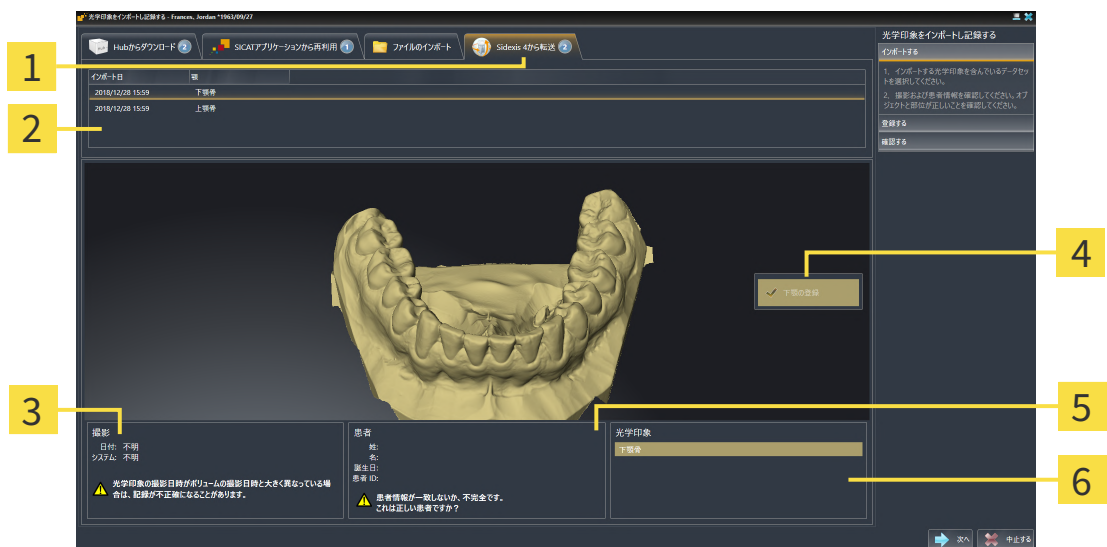 光学印象をインポートし記録する - Frances, Jordan *1963/09/27
Hubからダウンロード 2
SICATアプリケーションから再利用 1
ファイルのインポート
Sidexis 4から転送 2
インポート日 顎
2018/12/28 15:59 下顎骨
2018/12/28 15:59 上顎骨
光学印象をインポートし記録する
インポートする
1. インポートする光学印象を含んでいるデータセッ
トを選択してください。
2. 撮影および患者情報を確認してください。オブ
ジェクトと部位が正しいことを確認してください。
登録する
確認する
1
2
3
4
5
6
下顎の登録
撮影
日付: 不明
システム: 不明
光学印象の撮影日時がボリュームの撮影日時と大きく異なっている場
合は、記録が不正確になることがあります。
患者
姓:
名:
誕生日:
患者 ID:
患者情報が一致しないか、不完全です。
これは正しい患者ですか？
光学印象
下顎骨
次へ
中止する